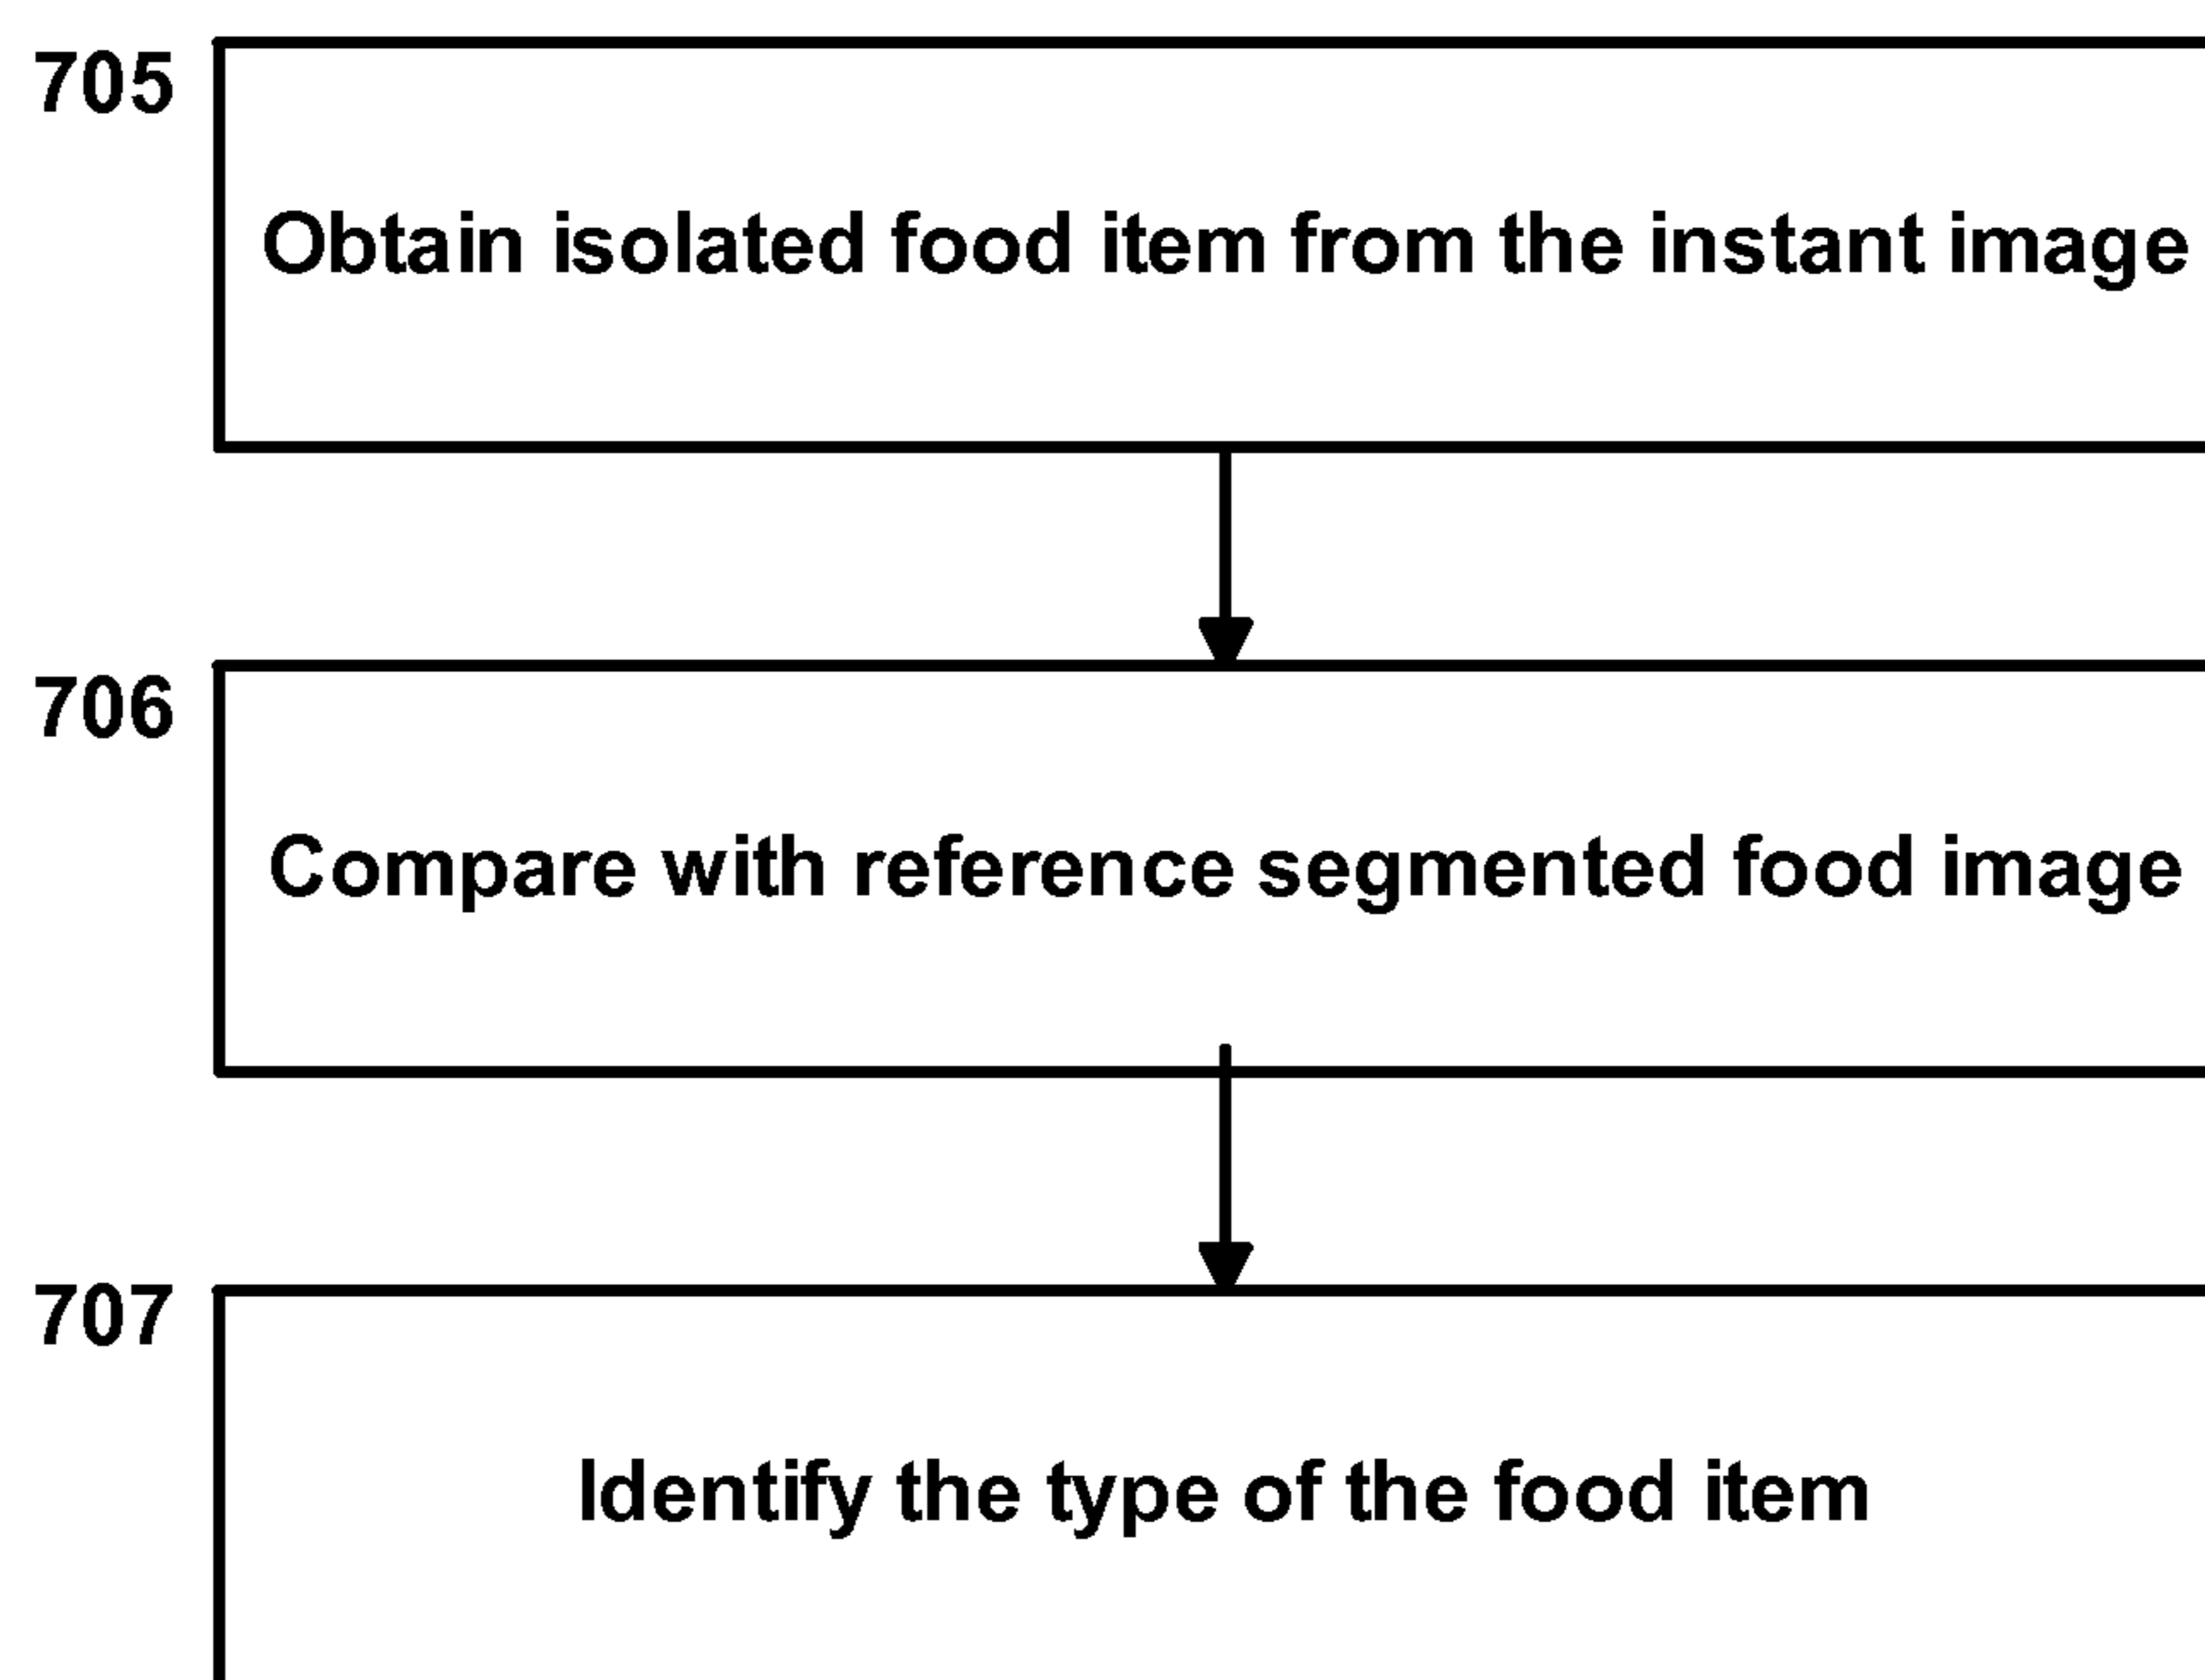 705
Obtain isolated food item from the instant image
706
Compare with reference segmented food image
707
Identify the type of the food item